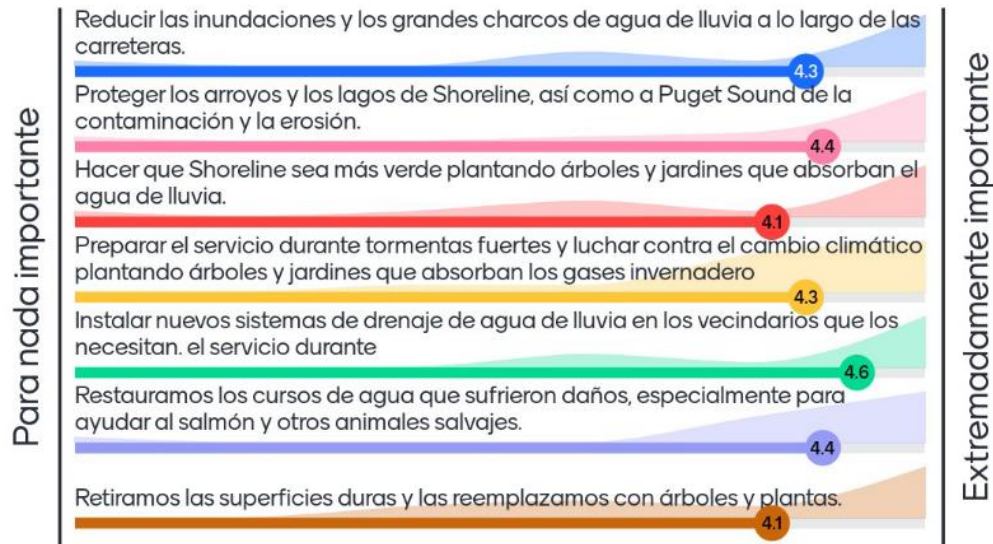 Para nada importante
Reducir las inundaciones y los grandes charcos de agua de lluvia a lo largo de las
carreteras.
4.3
Proteger los arroyos y los lagos de Shoreline, así como a Puget Sound de la
contaminación y la erosión.
4.4
Hacer que Shoreline sea más verde plantando árboles y jardines que absorban el
agua de lluvia.
4.1
Preparar el servicio durante tormentas fuertes y luchar contra el cambio climático
plantando árboles y jardines que absorban los gases invernadero
4.3
Instalar nuevos sistemas de drenaje de agua de lluvia en los vecindarios que los
necesitan. el servicio durante
4.6
Restauramos los cursos de agua que sufrieron daños, especialmente para
ayudar al salmón y otros animales salvajes.
4.4
Retiramos las superficies duras y las reemplazamos con árboles y plantas.
4.1
Extremadamente importante